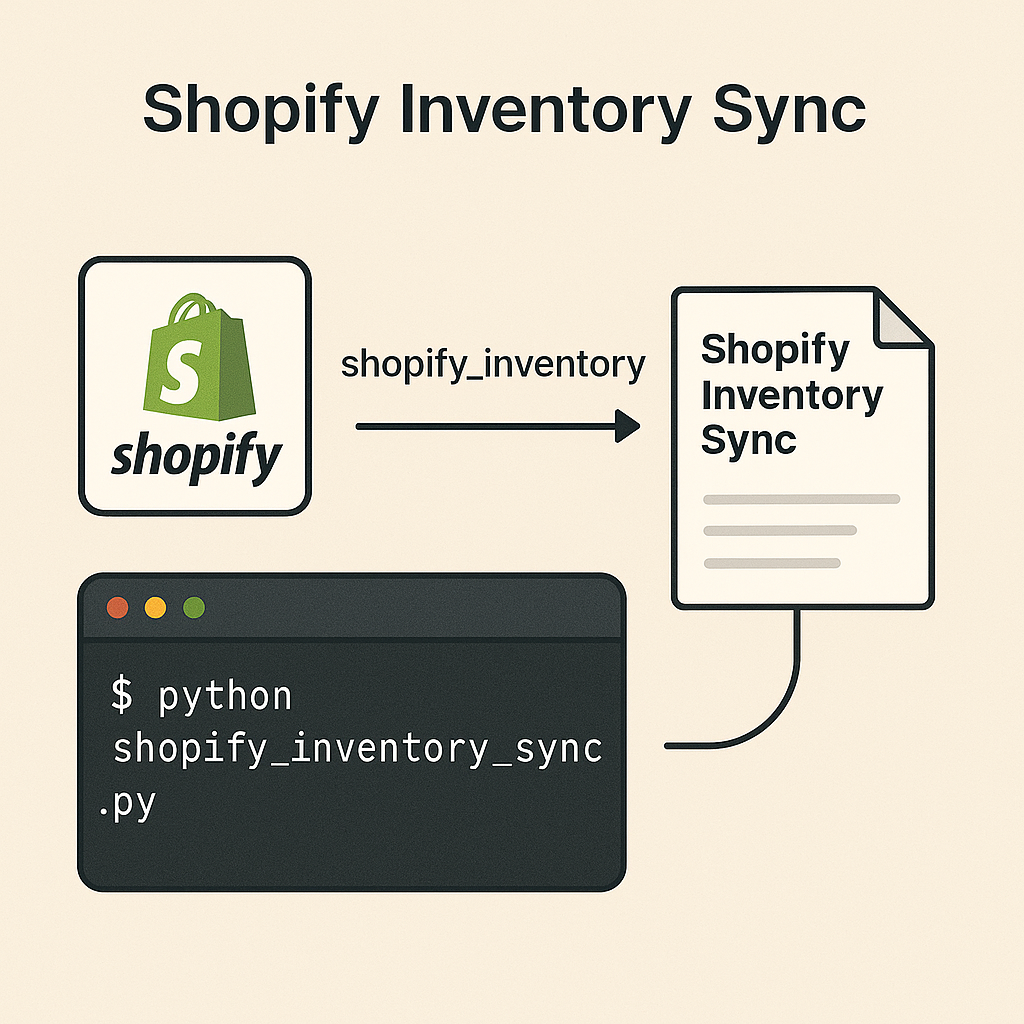 Shopify Inventory Sync
S
shopify
shopify_inventory
Shopify
Inventory
Sync
$ python
shopify_inventory_sync
.py